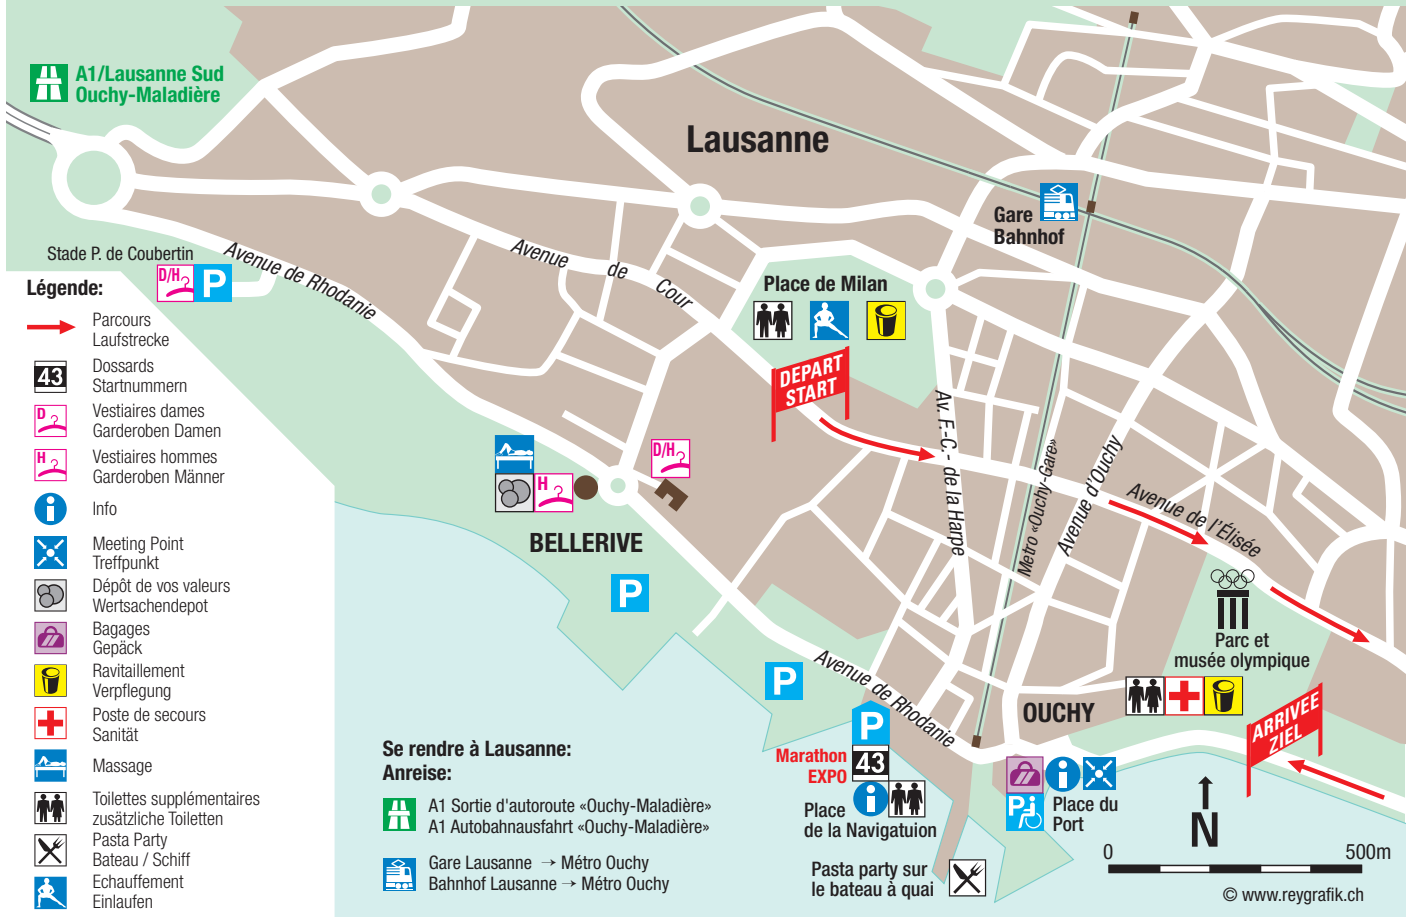 A1/Lausanne Sud
Ouchy-Maladière
Lausanne
Gare
Bahnhof
Stade P. de Coubertin
D/H
P
Avenue de Rhodanie
Avenue de Cour
Place de Milan
DEPART
START
Av. F.-C.- de la Harpe
Metro «Ouchy-Gare»
Avenue d'Ouchy
Avenue de l'Élisée
D/H
H
BELLERIVE
P
Parc et
musée olympique
P
Avenue de Rhodanie
OUCHY
ARRIVEE
ZIEL
P
Marathon
EXPO
43
i
Place
de la Navigatuion
i
P
Place du
Port
N
Pasta party sur
le bateau à quai
0 500m
© www.reygrafik.ch
Légende:
Parcours
Laufstrecke
43
Dossards
Startnummern
D
Vestiaires dames
Garderoben Damen
H
Vestiaires hommes
Garderoben Männer
i
Info
Meeting Point
Treffpunkt
Dépôt de vos valeurs
Wertsachendepot
Bagages
Gepäck
Ravitaillement
Verpflegung
Poste de secours
Sanität
Massage
Toilettes supplémentaires
zusätzliche Toiletten
Pasta Party
Bateau / Schiff
Echauffement
Einlaufen
Se rendre à Lausanne:
Anreise:
A1 Sortie d'autoroute «Ouchy-Maladière»
A1 Autobahnausfahrt «Ouchy-Maladière»
Gare Lausanne → Métro Ouchy
Bahnhof Lausanne → Métro Ouchy